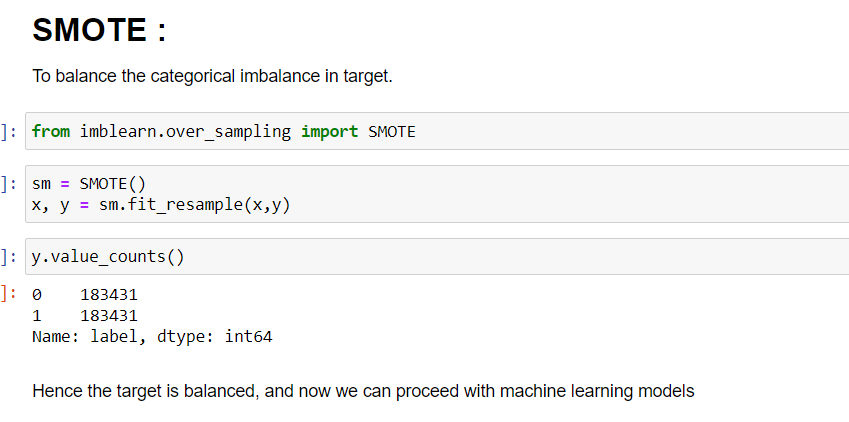 SMOTE :
To balance the categorical imbalance in target.
]: from imblearn.over_sampling import SMOTE
]: sm = SMOTE()
x, y = sm.fit_resample(x,y)
]: y.value_counts()
]: 0    183431
1    183431
Name: label, dtype: int64
Hence the target is balanced, and now we can proceed with machine learning models